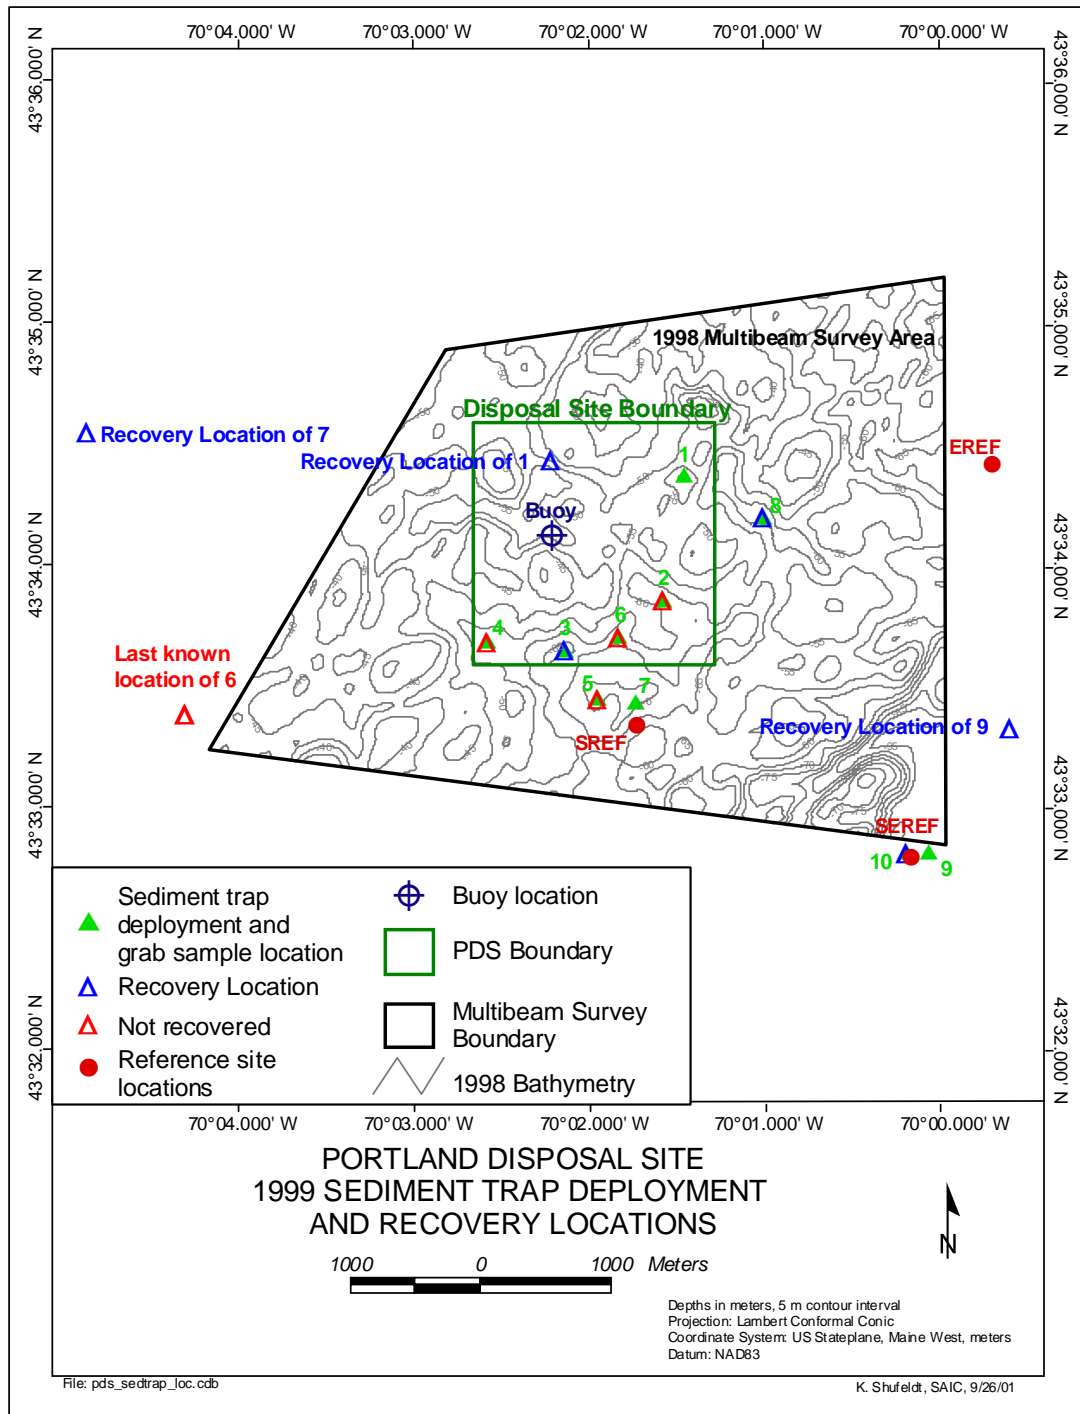 70°04.000' W
70°03.000' W
70°02.000' W
70°01.000' W
70°00.000' W
43°36.000' N
43°36.000' N
43°35.000' N
43°35.000' N
1998 Multibeam Survey Area
Disposal Site Boundary
Recovery Location of 7
Recovery Location of 1
1
EREF
8
Buoy
43°34.000' N
43°34.000' N
2
6
4
3
Last known
location of 6
5
7
SREF
Recovery Location of 9
43°33.000' N
43°33.000' N
SEREF
10
9
Sediment trap
deployment and
grab sample location
Recovery Location
Not recovered
Reference site
locations
Buoy location
PDS Boundary
Multibeam Survey
Boundary
1998 Bathymetry
43°32.000' N
43°32.000' N
70°04.000' W
70°03.000' W
70°02.000' W
70°01.000' W
70°00.000' W
PORTLAND DISPOSAL SITE
1999 SEDIMENT TRAP DEPLOYMENT
AND RECOVERY LOCATIONS
1000 0 1000 Meters
N
Depths in meters, 5 m contour interval
Projection: Lambert Conformal Conic
Coordinate System: US Stateplane, Maine West, meters
Datum: NAD83
File: pds_sedtrap_loc.cdb
K. Shufeldt, SAIC, 9/26/01